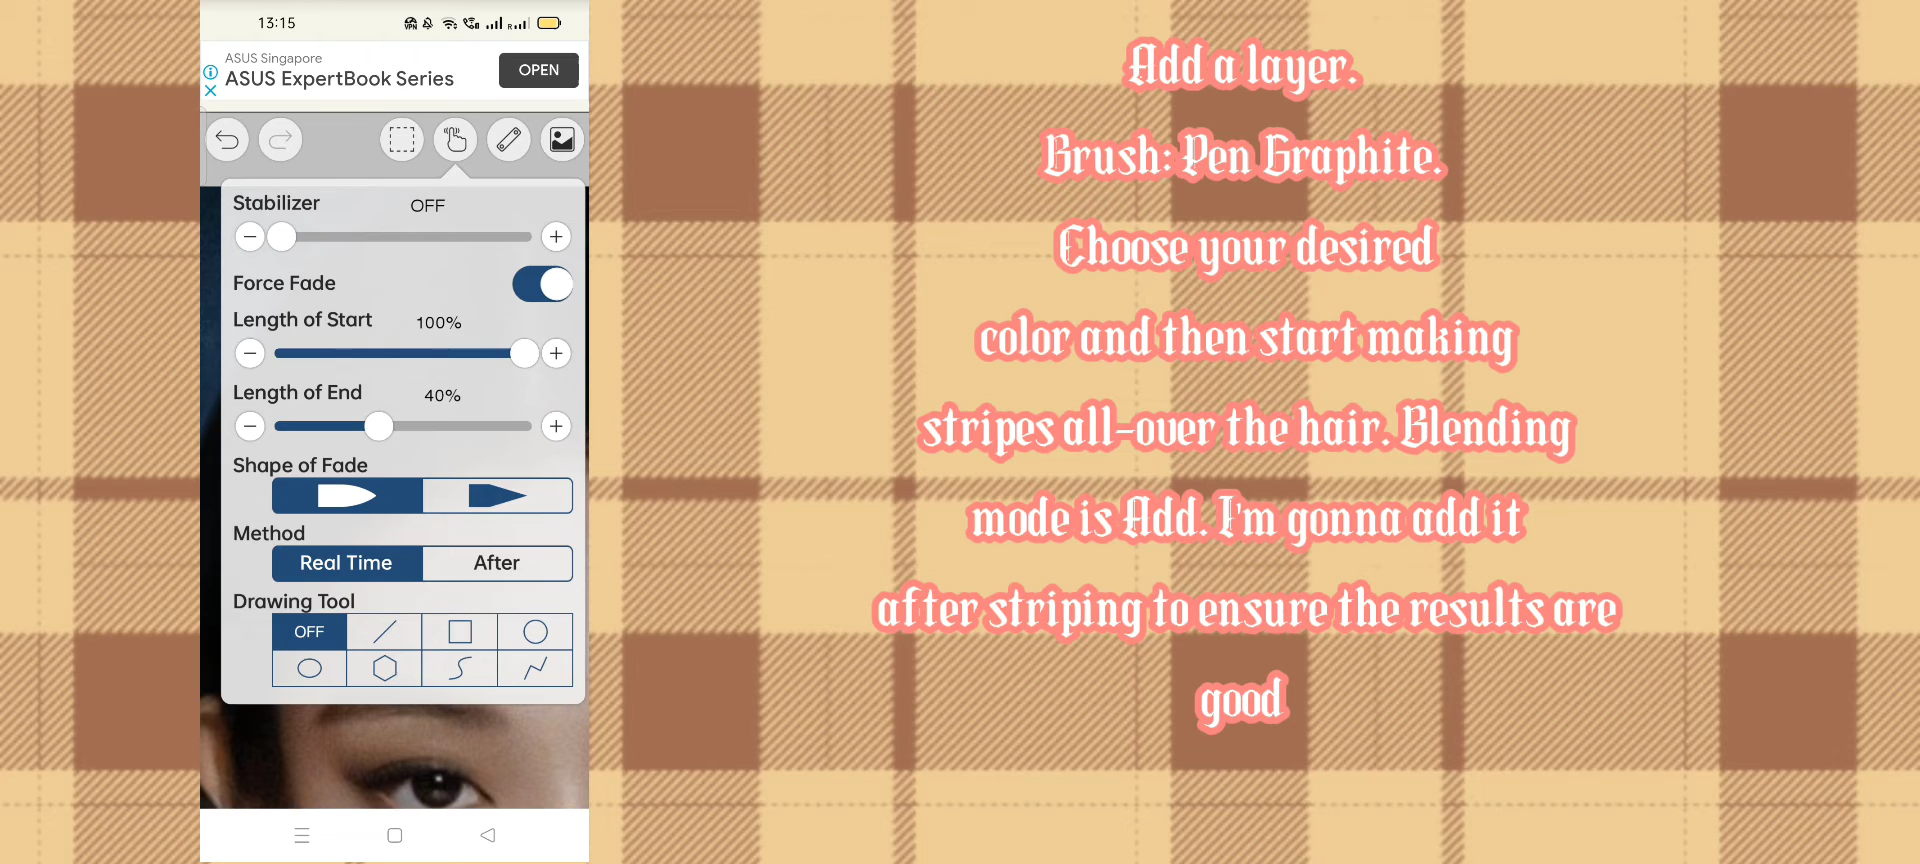 13:15
VPN
R
ASUS Singapore
ASUS ExpertBook Series
OPEN
Stabilizer OFF
Force Fade
Length of Start 100%
Length of End 40%
Shape of Fade
Method
Real Time After
Drawing Tool
OFF
Add a layer.
Brush: Pen Graphite.
Choose your desired
color and then start making
stripes all-over the hair. Blending
mode is Add. I'm gonna add it
after striping to ensure the results are
good